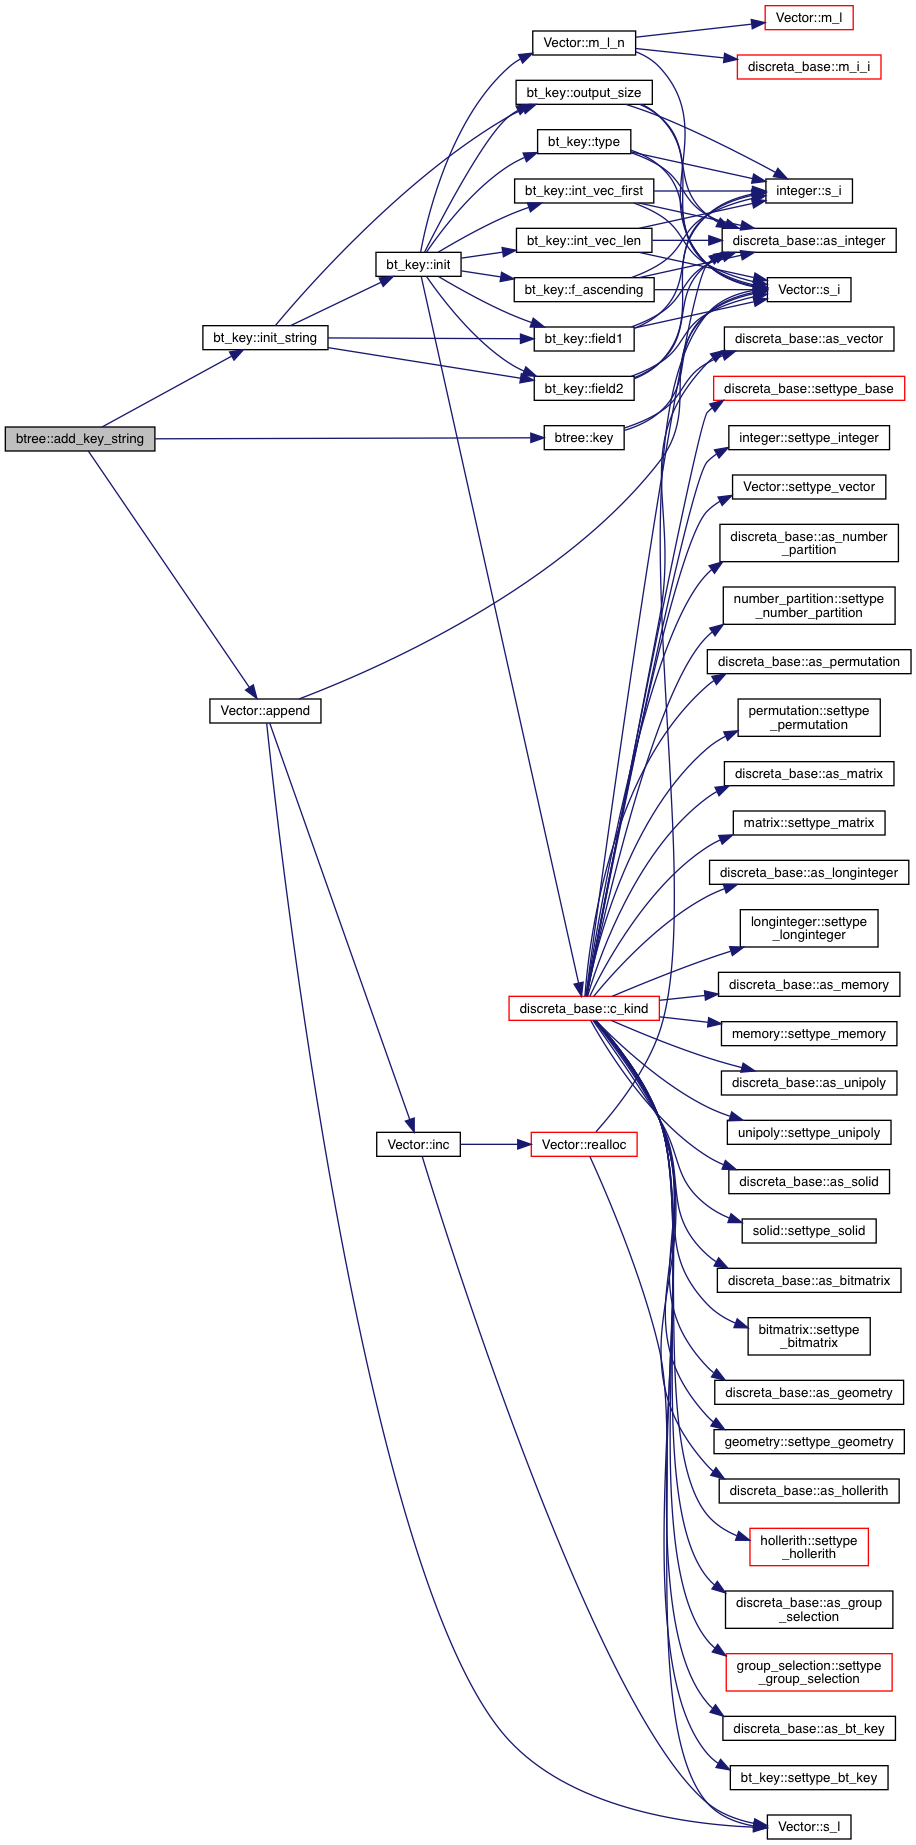 Vector::m_l
Vector::m_l_n
discreta_base::m_i_i
bt_key::output_size
bt_key::type
bt_key::int_vec_first
integer::s_i
bt_key::int_vec_len
discreta_base::as_integer
bt_key::init
bt_key::f_ascending
Vector::s_i
bt_key::init_string
bt_key::field1
discreta_base::as_vector
bt_key::field2
discreta_base::settype_base
btree::add_key_string
btree::key
integer::settype_integer
Vector::settype_vector
discreta_base::as_number
_partition
number_partition::settype
_number_partition
discreta_base::as_permutation
Vector::append
permutation::settype
_permutation
discreta_base::as_matrix
matrix::settype_matrix
discreta_base::as_longinteger
longinteger::settype
_longinteger
discreta_base::as_memory
discreta_base::c_kind
memory::settype_memory
discreta_base::as_unipoly
unipoly::settype_unipoly
Vector::inc
Vector::realloc
discreta_base::as_solid
solid::settype_solid
discreta_base::as_bitmatrix
bitmatrix::settype
_bitmatrix
discreta_base::as_geometry
geometry::settype_geometry
discreta_base::as_hollerith
hollerith::settype
_hollerith
discreta_base::as_group
_selection
group_selection::settype
_group_selection
discreta_base::as_bt_key
bt_key::settype_bt_key
Vector::s_l